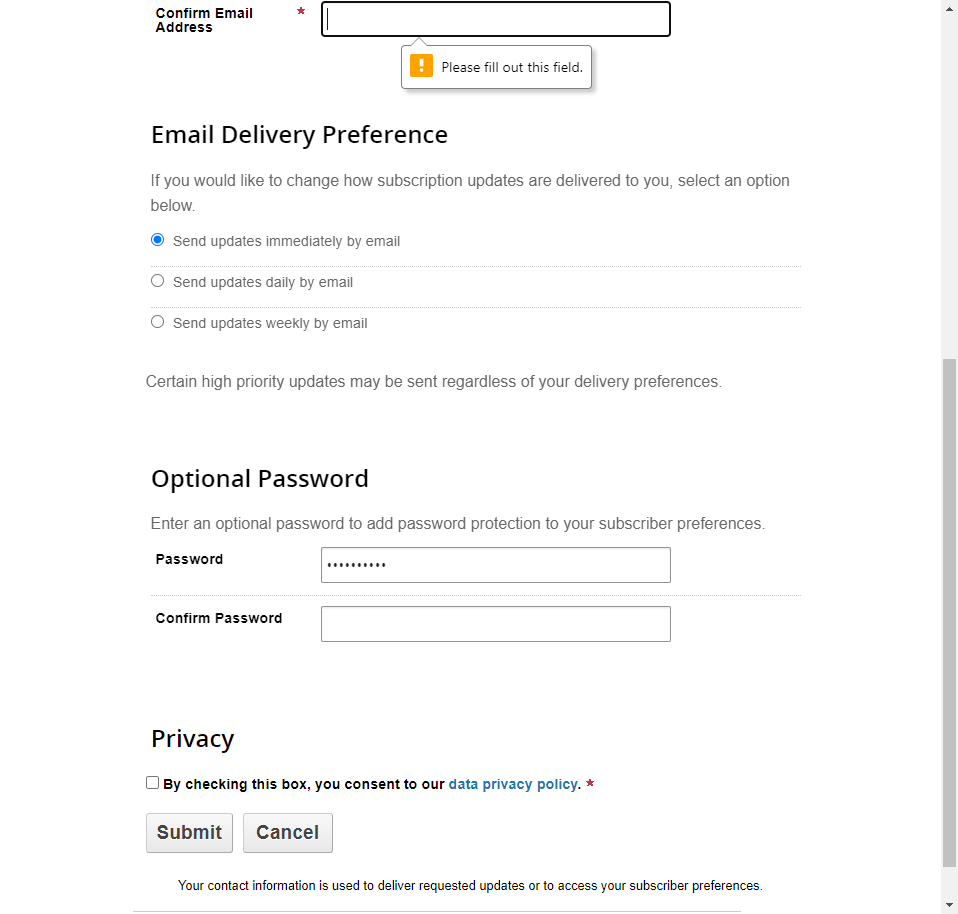 Confirm Email *
Address
! Please fill out this field.
Email Delivery Preference
If you would like to change how subscription updates are delivered to you, select an option
below.
Send updates immediately by email
Send updates daily by email
Send updates weekly by email
Certain high priority updates may be sent regardless of your delivery preferences.
Optional Password
Enter an optional password to add password protection to your subscriber preferences.
Password ••••••••••
Confirm Password
Privacy
By checking this box, you consent to our data privacy policy. *
Submit Cancel
Your contact information is used to deliver requested updates or to access your subscriber preferences.